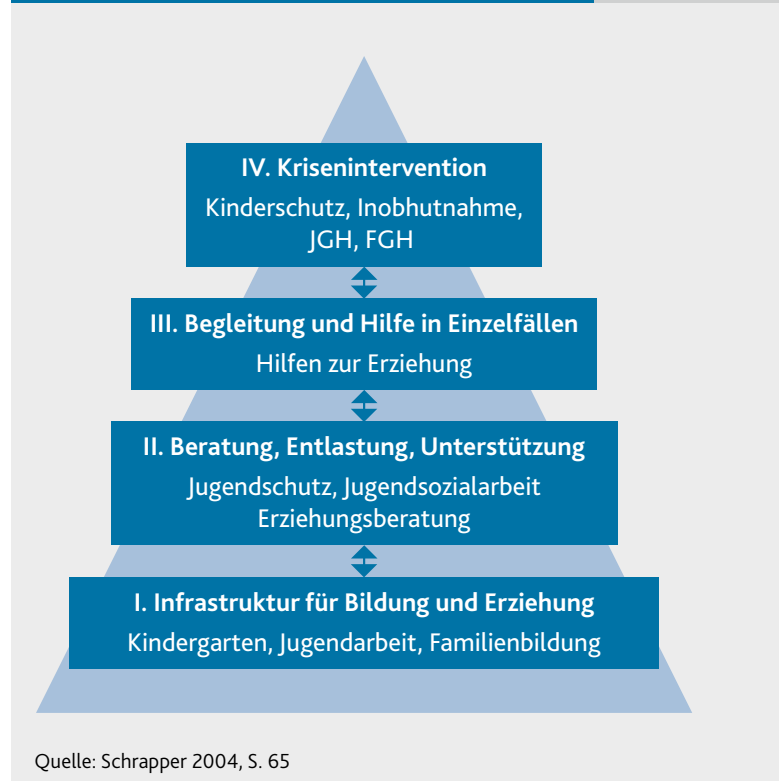 IV. Krisenintervention
Kinderschutz, Inobhutnahme,
JGH, FGH
III. Begleitung und Hilfe in Einzelfällen
Hilfen zur Erziehung
II. Beratung, Entlastung, Unterstützung
Jugendschutz, Jugendsozialarbeit
Erziehungsberatung
I. Infrastruktur für Bildung und Erziehung
Kindergarten, Jugendarbeit, Familienbildung
Quelle: Schrapper 2004, S. 65